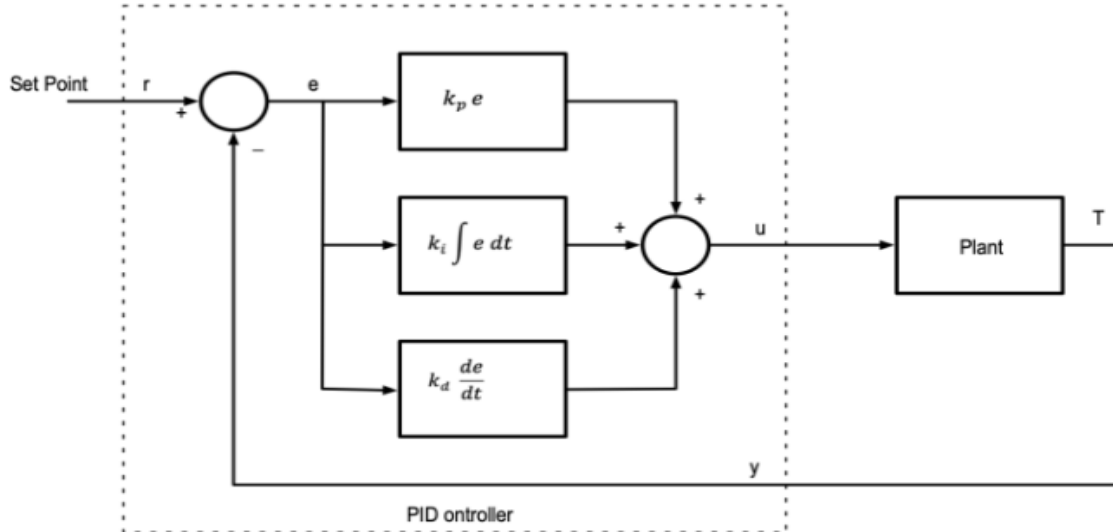 Set Point
r
e
+
−
k_p e
k_i ∫ e dt
k_d de/dt
+
+
+
u
Plant
T
y
PID ontroller